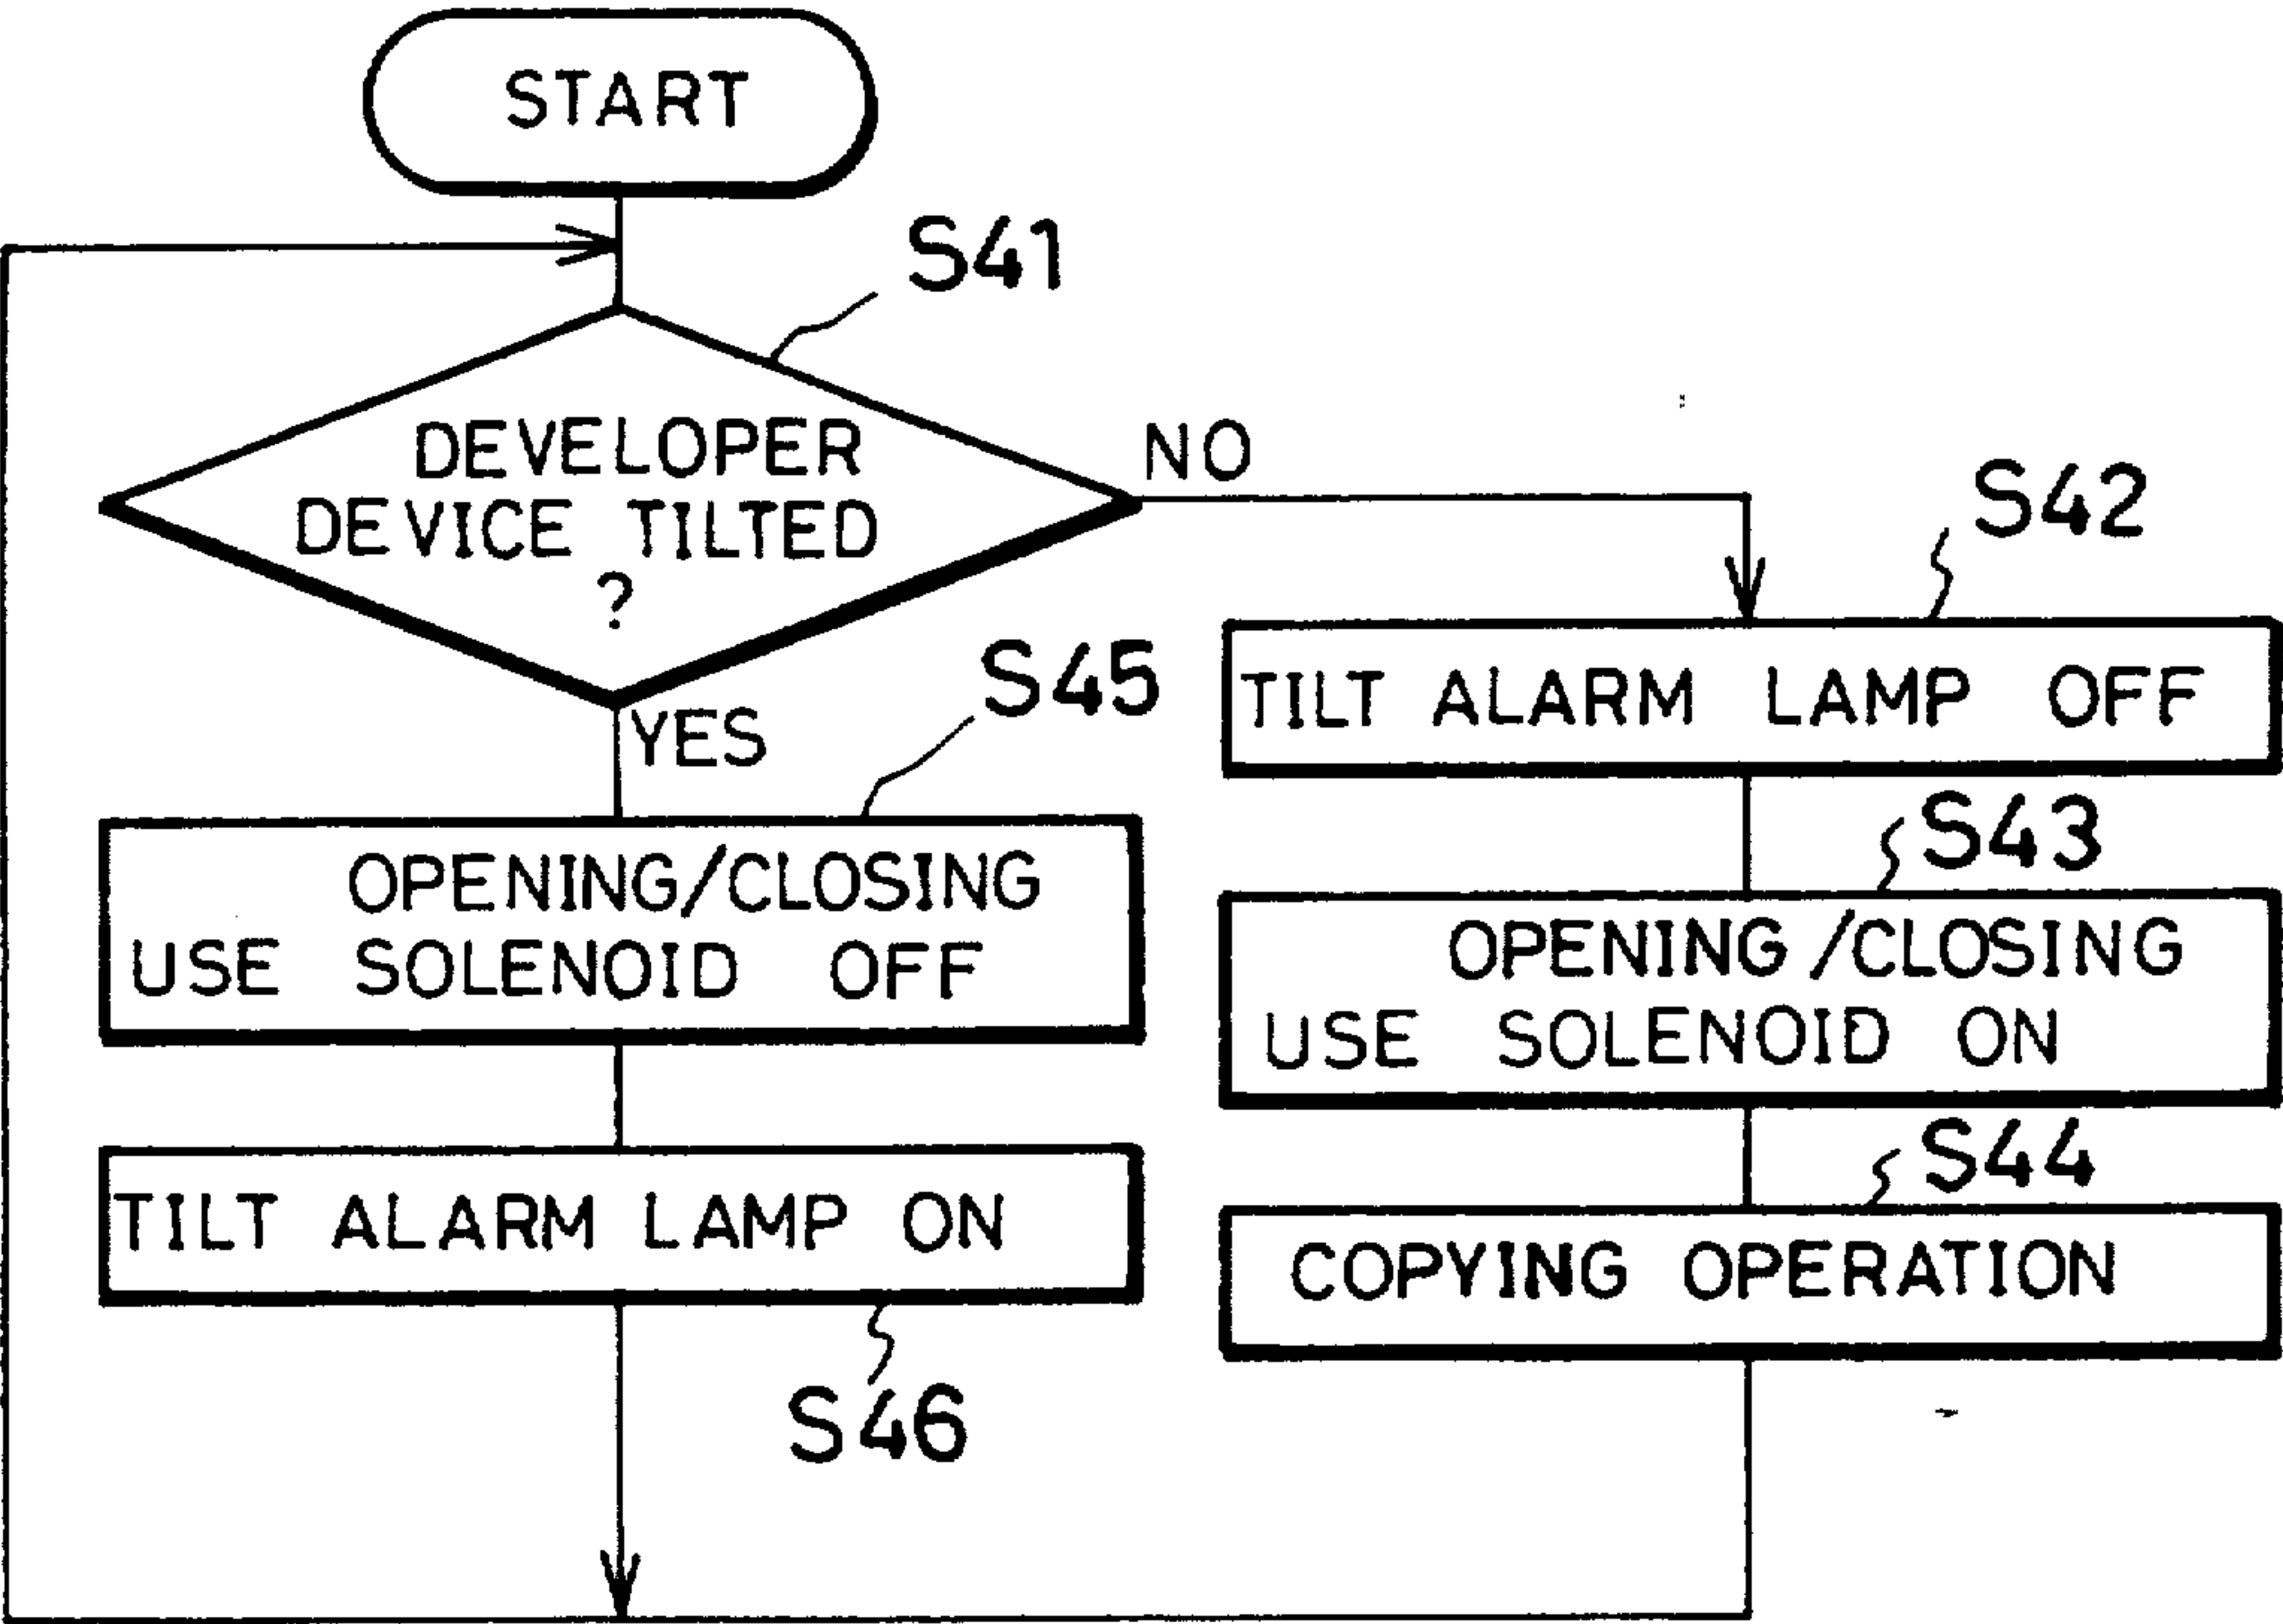 START
S41
DEVELOPER
DEVICE TILTED
?
NO
YES
S42
TILT ALARM LAMP OFF
S43
OPENING/CLOSING
USE SOLENOID ON
S44
COPYING OPERATION
S45
OPENING/CLOSING
USE SOLENOID OFF
TILT ALARM LAMP ON
S46